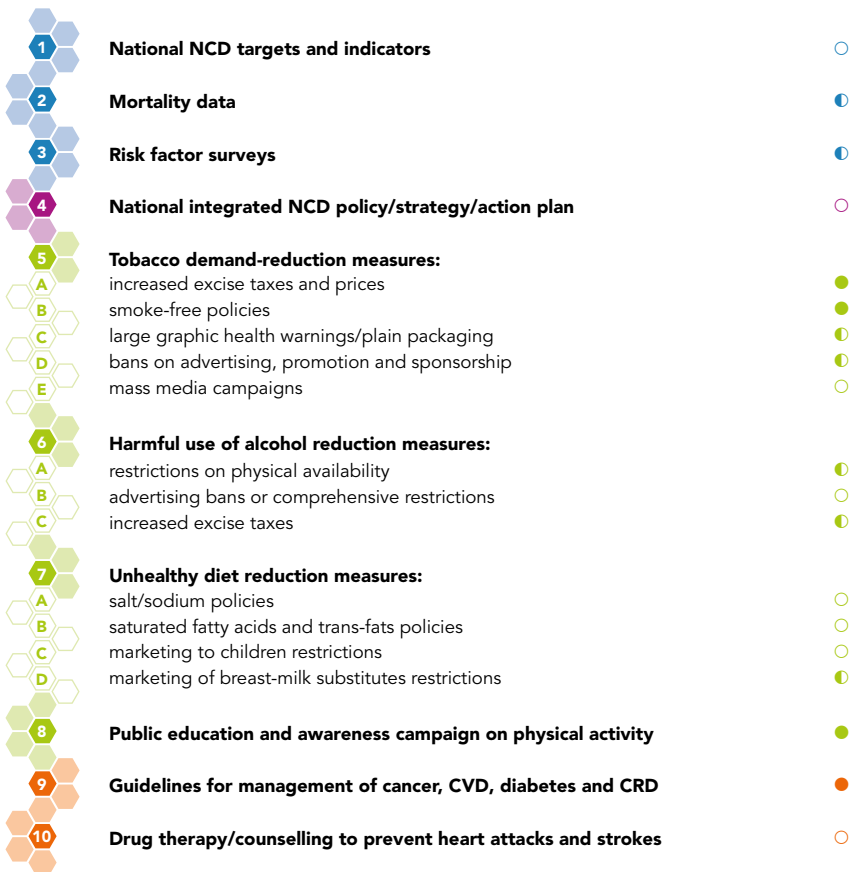 1 National NCD targets and indicators
2 Mortality data
3 Risk factor surveys
4 National integrated NCD policy/strategy/action plan
5 Tobacco demand-reduction measures:
A increased excise taxes and prices
B smoke-free policies
C large graphic health warnings/plain packaging
D bans on advertising, promotion and sponsorship
E mass media campaigns
6 Harmful use of alcohol reduction measures:
A restrictions on physical availability
B advertising bans or comprehensive restrictions
C increased excise taxes
7 Unhealthy diet reduction measures:
A salt/sodium policies
B saturated fatty acids and trans-fats policies
C marketing to children restrictions
D marketing of breast-milk substitutes restrictions
8 Public education and awareness campaign on physical activity
9 Guidelines for management of cancer, CVD, diabetes and CRD
10 Drug therapy/counselling to prevent heart attacks and strokes